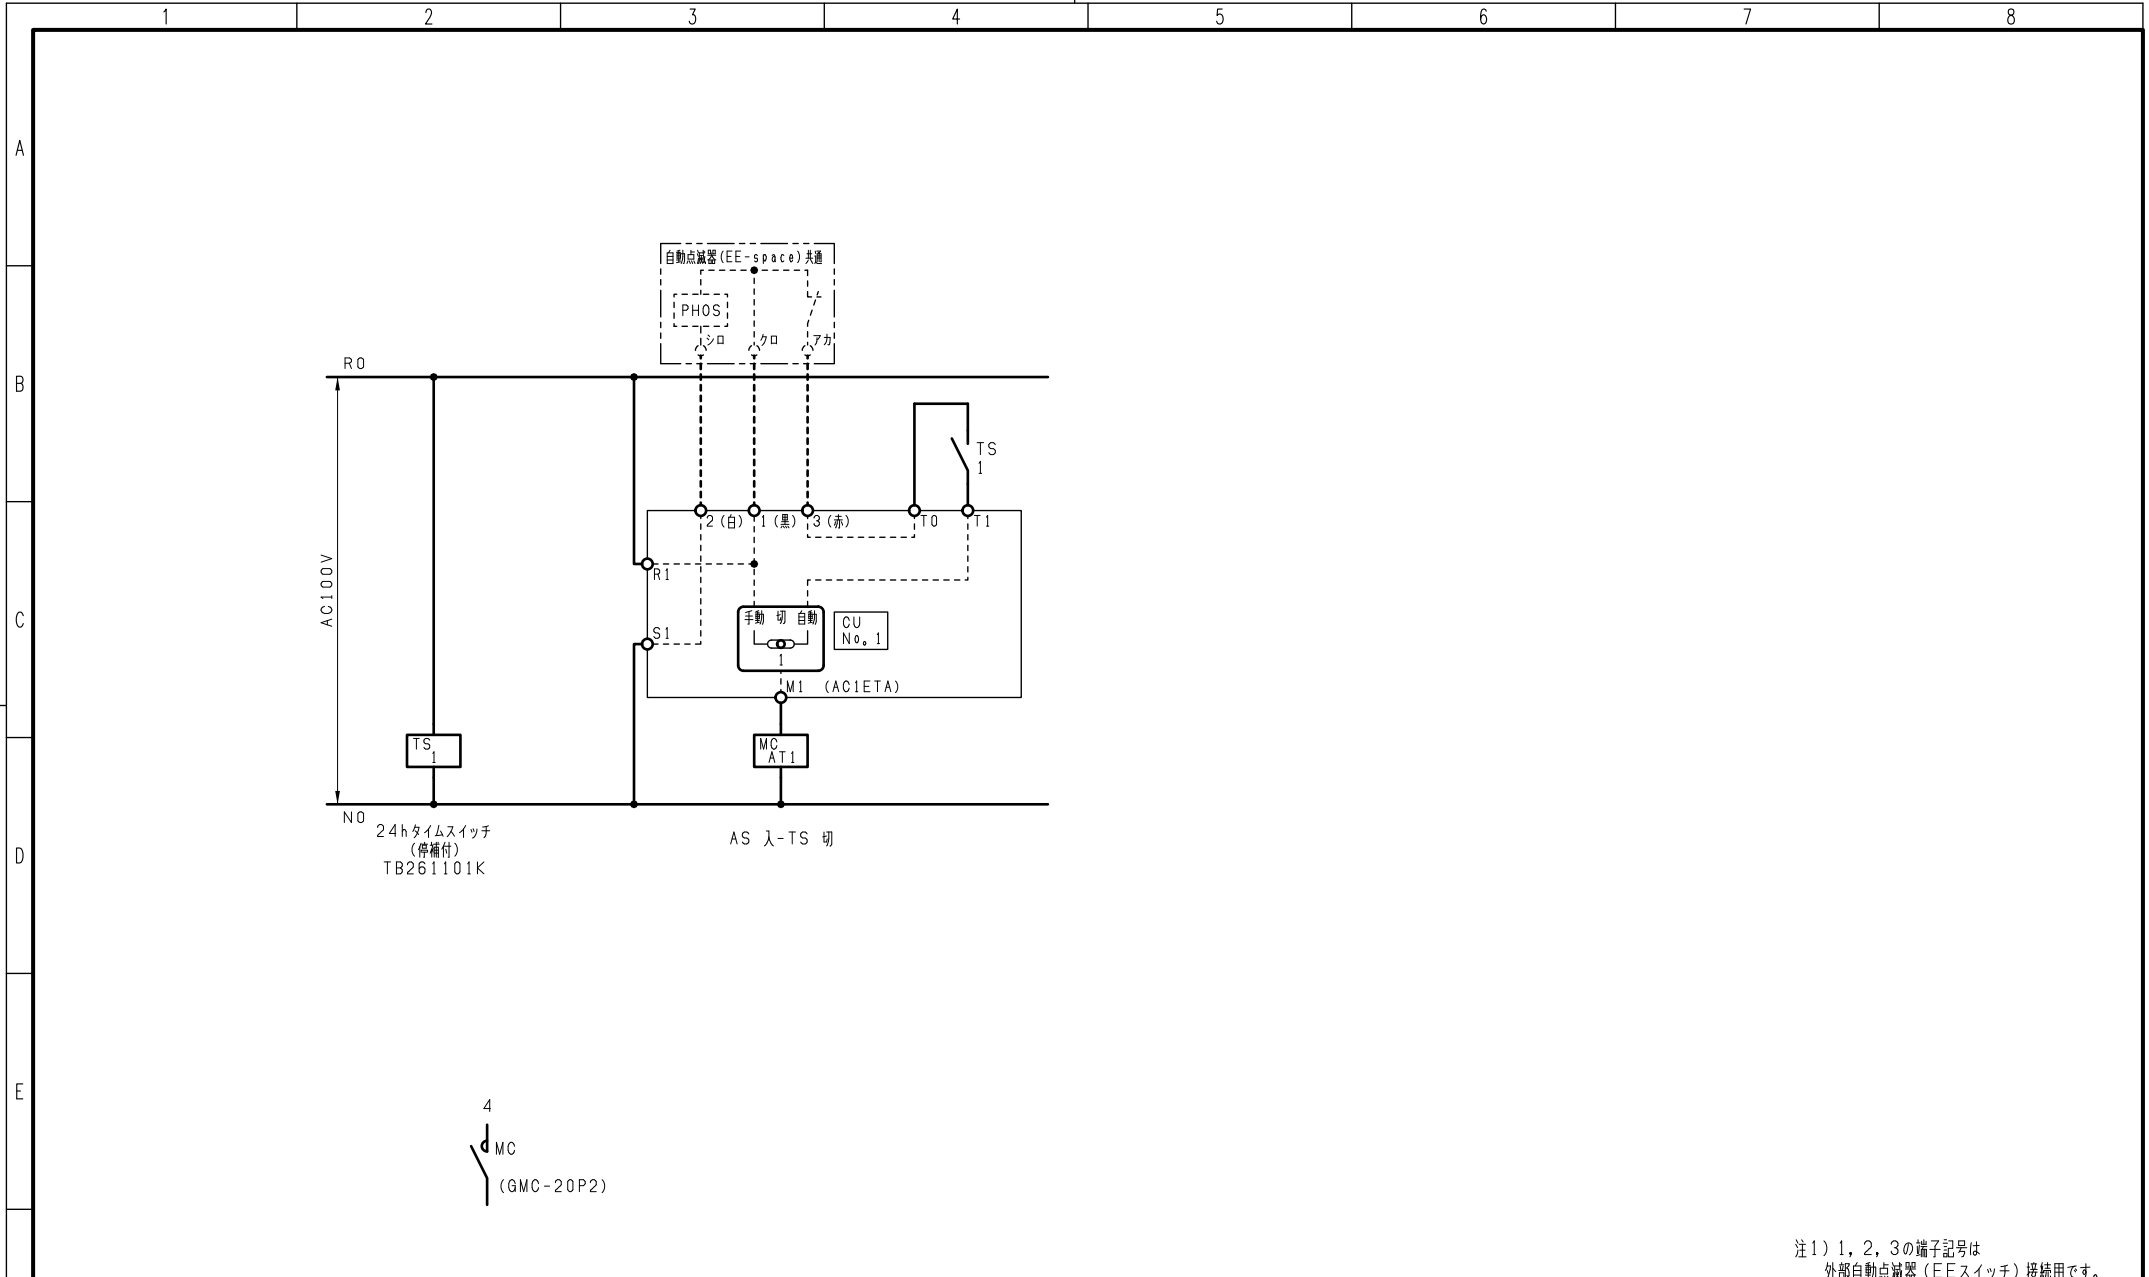 1 2 3 4 5 6 7 8
A
B
C
D
E
自動点滅器(EE-space)共通
PHOS
シロ クロ アカ
R0
TS
1
AC100V
2(白) 1(黒) 3(赤) T0 T1
R1
S1
手動 切 自動
1
CU
No。1
M1 (AC1ETA)
TS
1
MC
AT1
N0
24hタイムスイッチ
(停補付)
TB261101K
AS 入-TS 切
4
MC
(GMC-20P2)
注1)1,2,3の端子記号は
外部自動点滅器(EEスイッチ)接続用です。